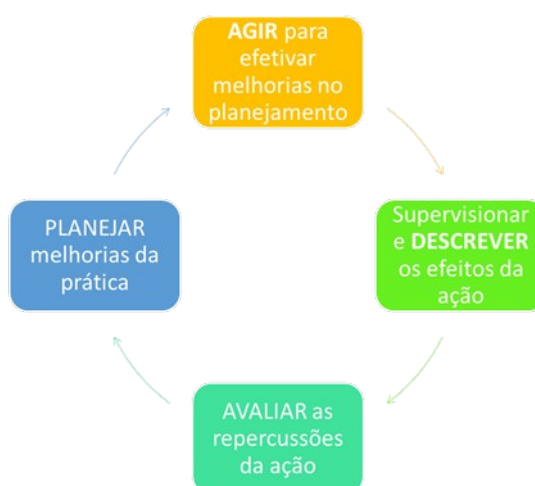 AGIR para
efetivar
melhorias no
planejamento
Supervisionar
e DESCREVER
os efeitos da
ação
AVALIAR as
repercussões
da ação
PLANEJAR
melhorias da
prática